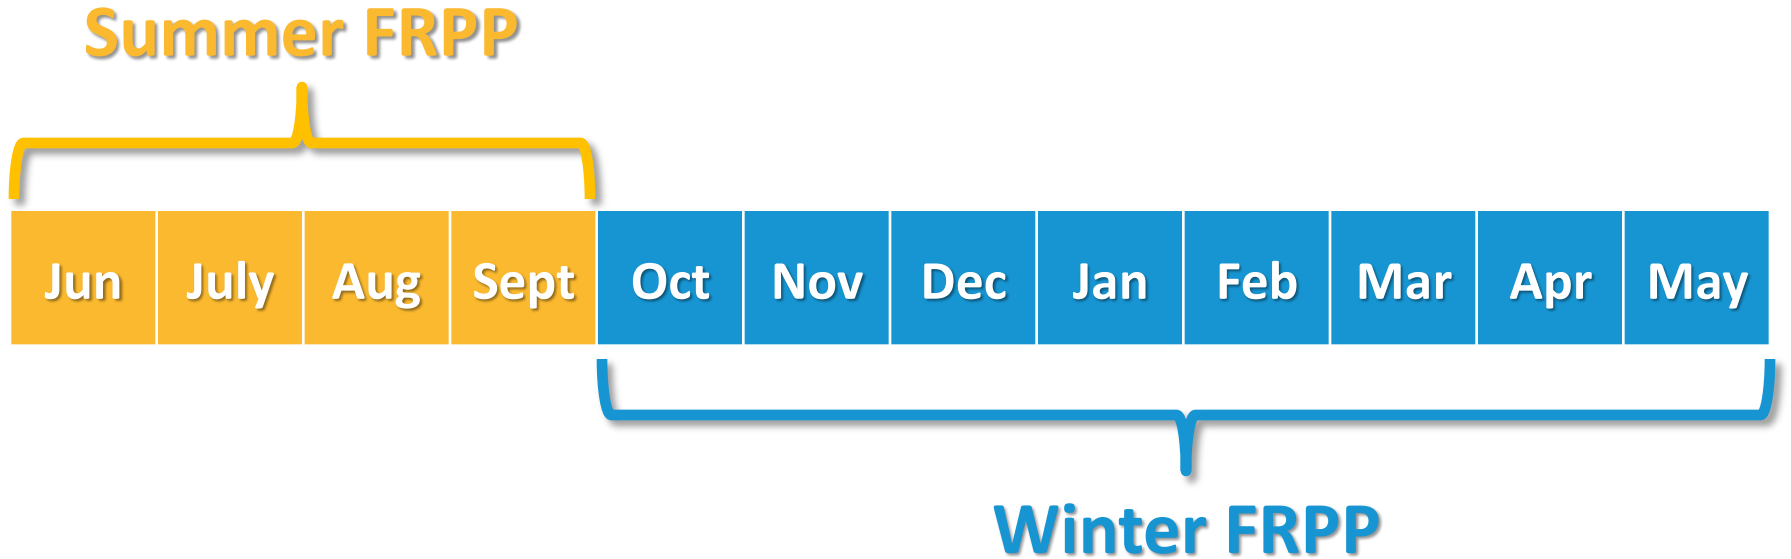 Summer FRPP
Jun July Aug Sept Oct Nov Dec Jan Feb Mar Apr May
Winter FRPP